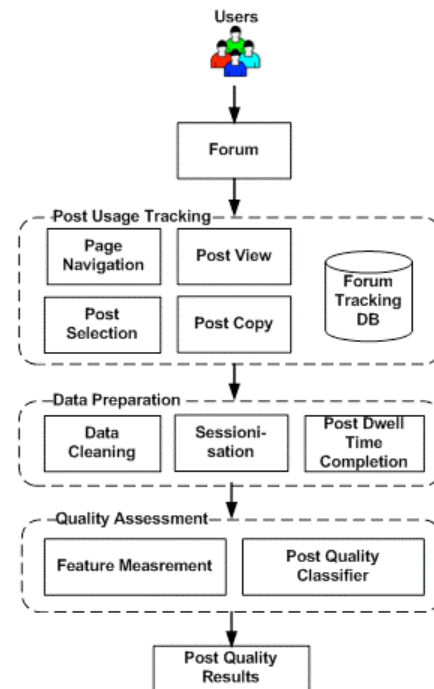 Users
Forum
Post Usage Tracking
Page
Navigation
Post View
Post
Selection
Post Copy
Forum
Tracking
DB
Data Preparation
Data
Cleaning
Sessioni-
sation
Post Dwell
Time
Completion
Quality Assessment
Feature Measrement
Post Quality
Classifier
Post Quality
Results